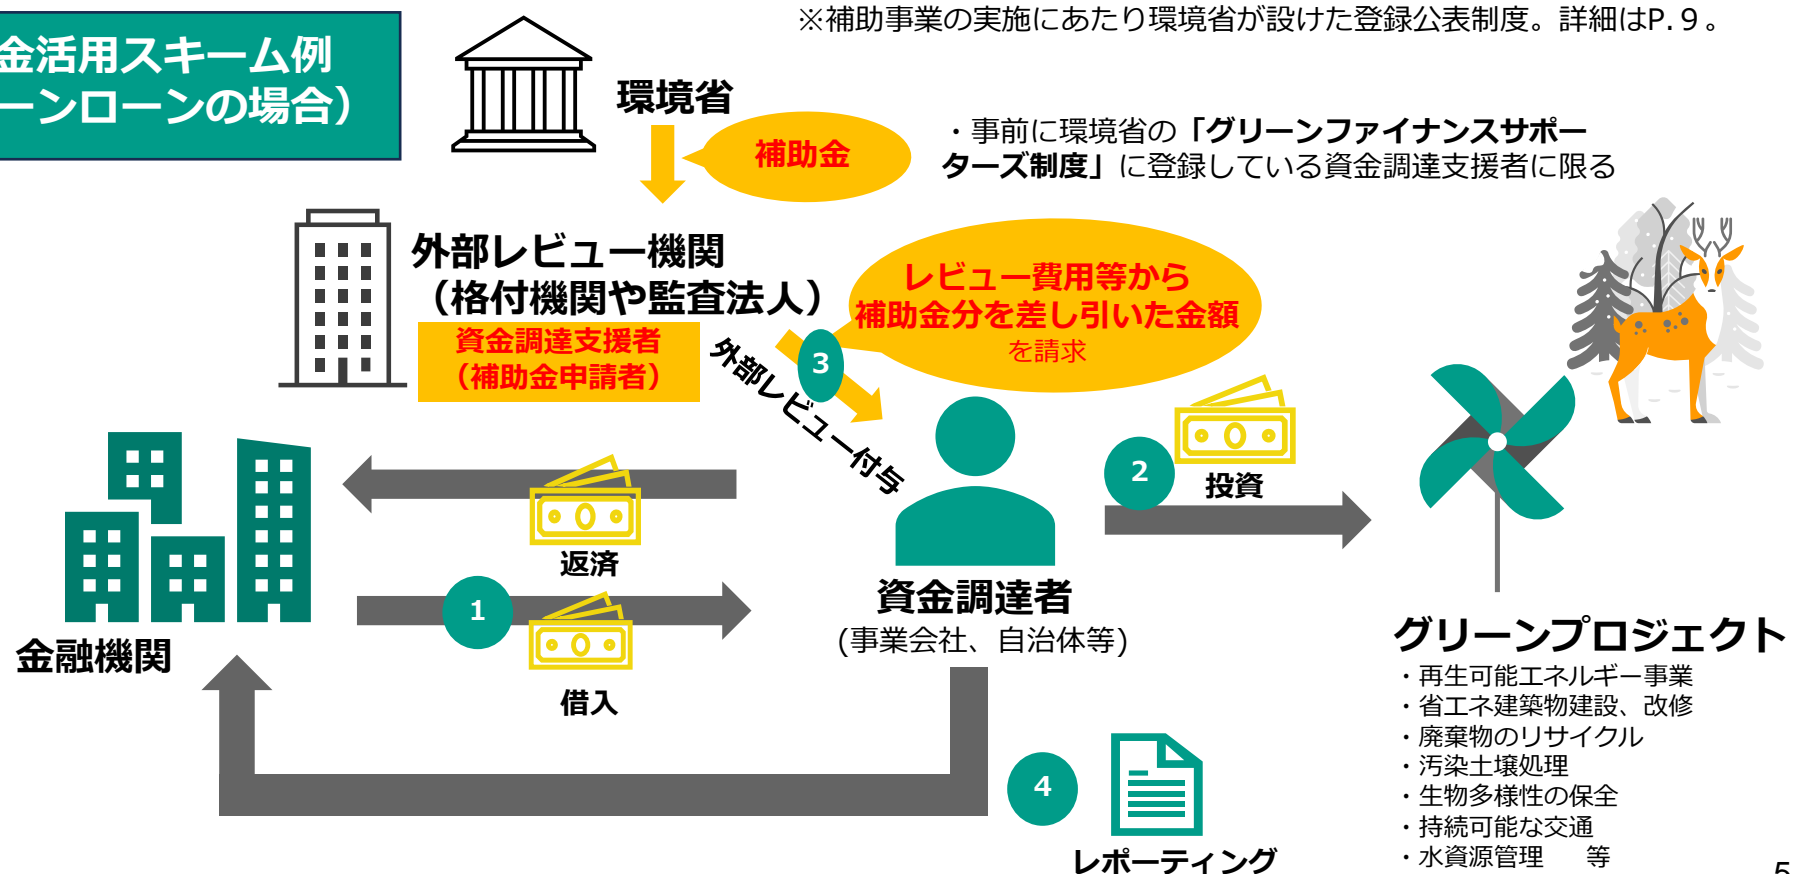 ※補助事業の実施にあたり環境省が設けた登録公表制度。詳細はP.９。
金活用スキーム例
ーンローンの場合）
環境省
補助金
・事前に環境省の「グリーンファイナンスサポー
ターズ制度」に登録している資金調達支援者に限る
外部レビュー機関
（格付機関や監査法人）
資金調達支援者
（補助金申請者）
レビュー費用等から
補助金分を差し引いた金額
を請求
3
外部レビュー付与
2
投資
返済
1
借入
金融機関
資金調達者
(事業会社、自治体等)
4
レポーティング
グリーンプロジェクト
・再生可能エネルギー事業
・省エネ建築物建設、改修
・廃棄物のリサイクル
・汚染土壌処理
・生物多様性の保全
・持続可能な交通
・水資源管理　等
5